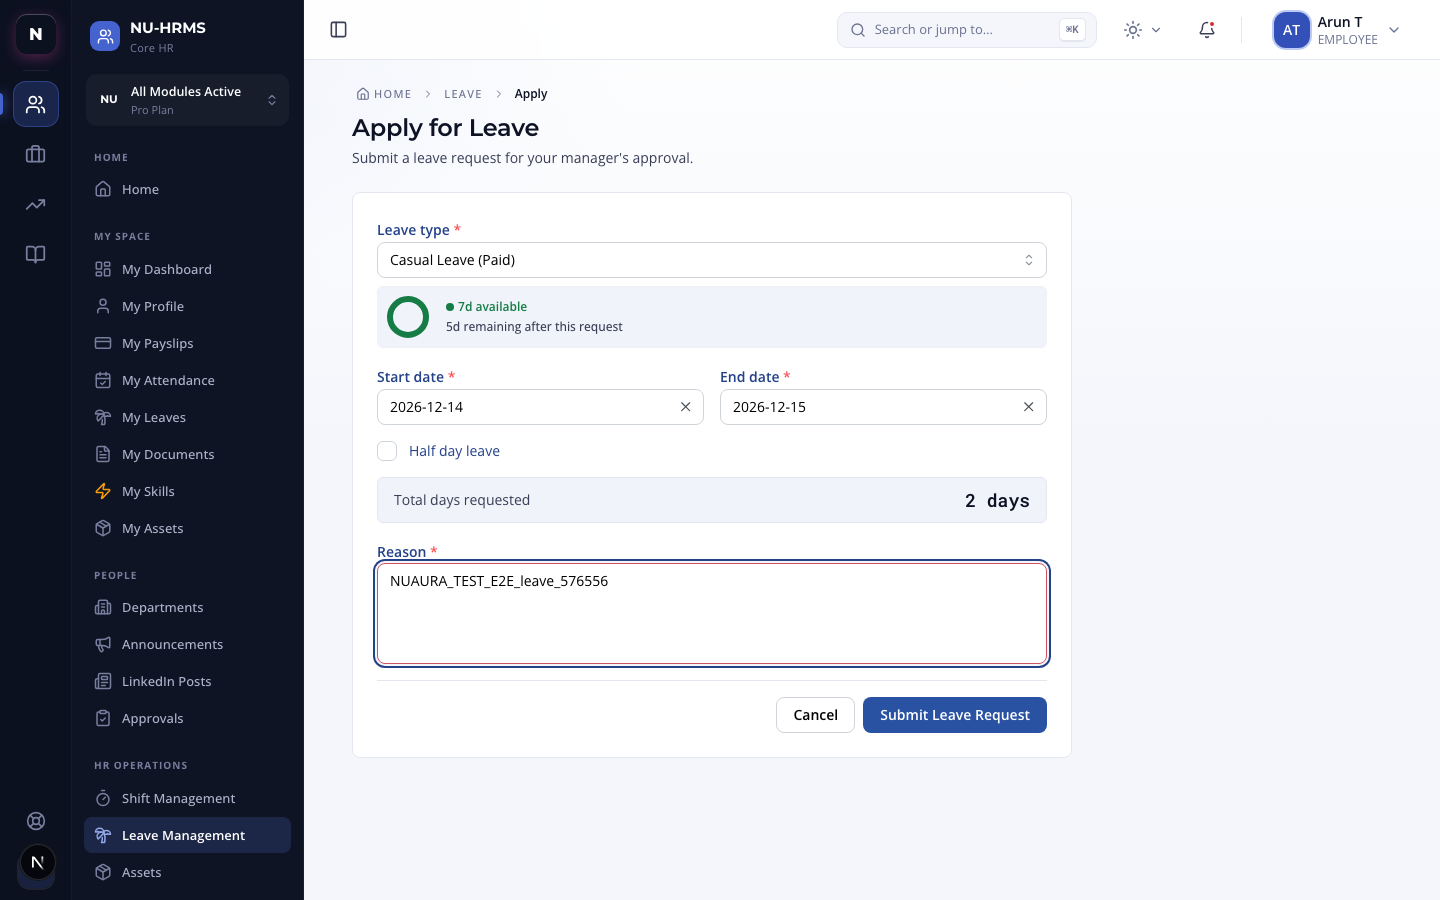 N
NU-HRMS
Core HR
NU
All Modules Active
Pro Plan
HOME
Home
MY SPACE
My Dashboard
My Profile
My Payslips
My Attendance
My Leaves
My Documents
My Skills
My Assets
PEOPLE
Departments
Announcements
LinkedIn Posts
Approvals
HR OPERATIONS
Shift Management
Leave Management
Assets
N
Search or jump to...
⌘K
AT
Arun T
EMPLOYEE
HOME > LEAVE > Apply
Apply for Leave
Submit a leave request for your manager's approval.
Leave type *
Casual Leave (Paid)
7d available
5d remaining after this request
Start date *
End date *
2026-12-14
2026-12-15
Half day leave
Total days requested
2 days
Reason *
NUAURA_TEST_E2E_leave_576556
Cancel
Submit Leave Request